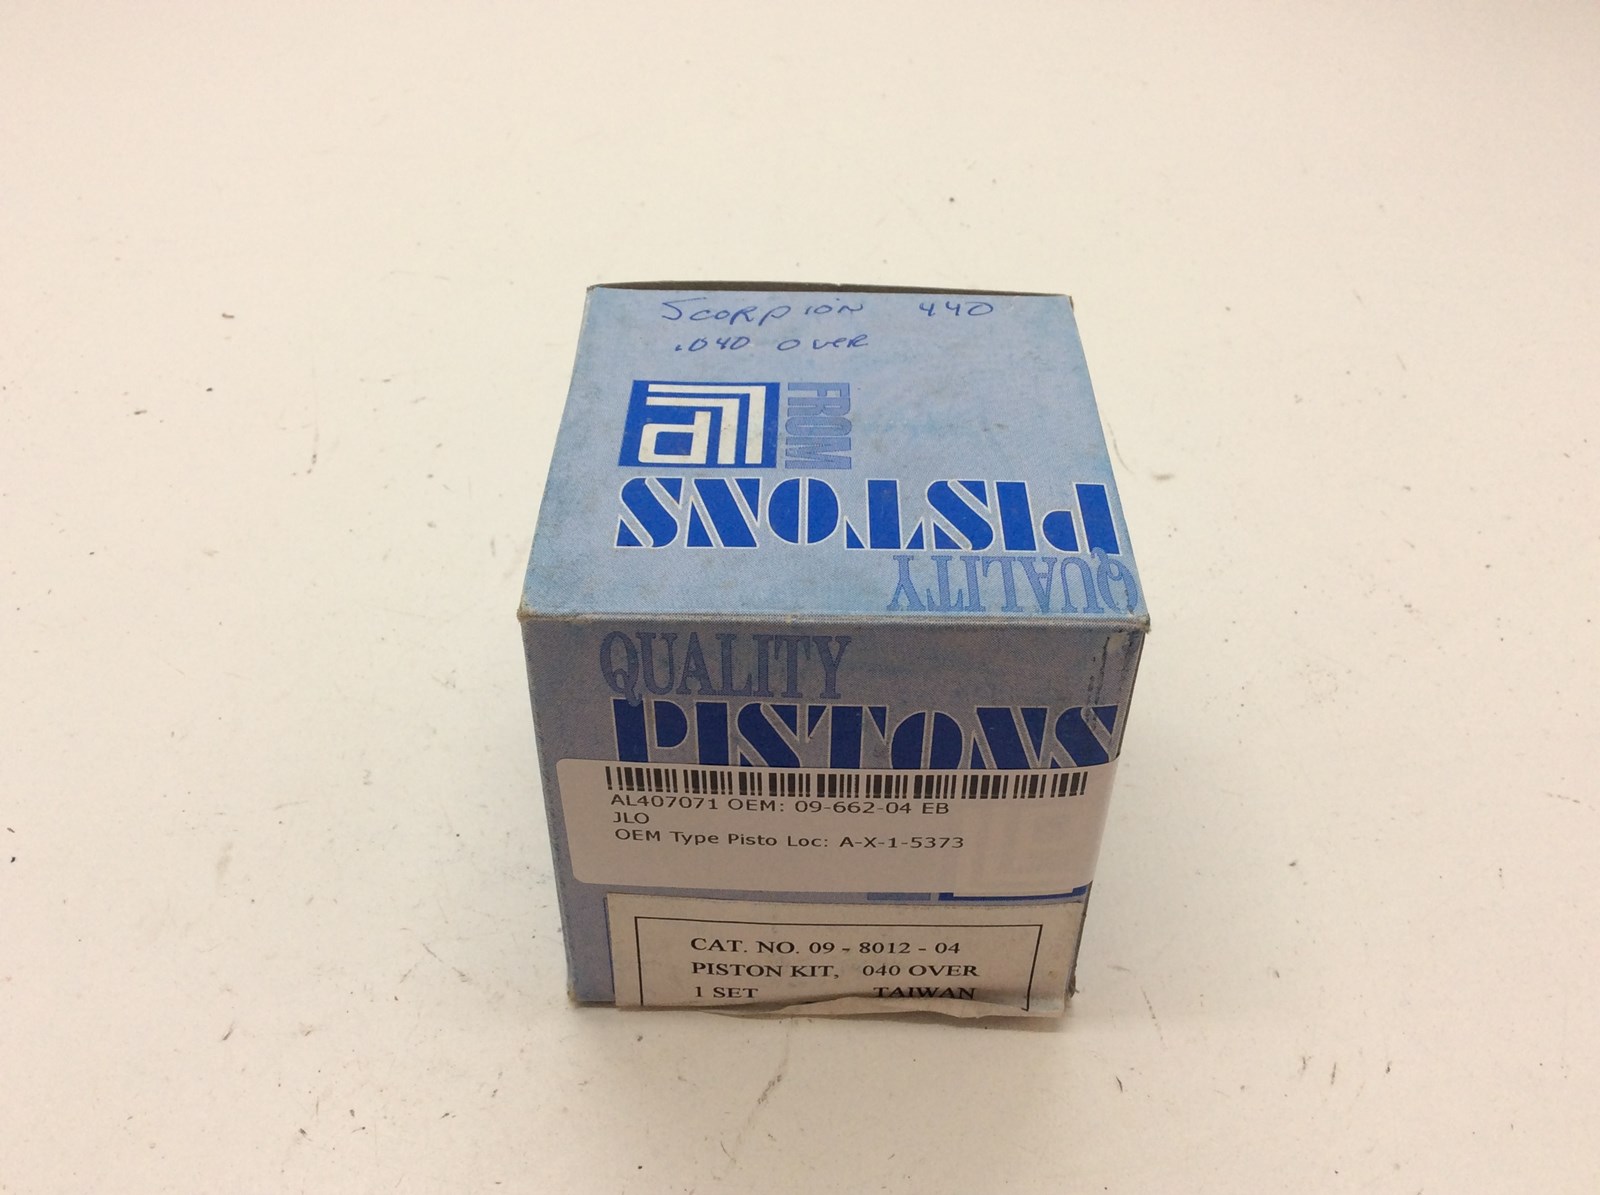 Scorpion 440
.040 over
FROM
PISTONS
QUALITY
QUALITY
PISTONS
AL407071 OEM: 09-662-04 EB
JLO
OEM Type Pisto Loc: A-X-1-5373
CAT. NO. 09 - 8012 - 04
PISTON KIT, 040 OVER
1 SET TAIWAN